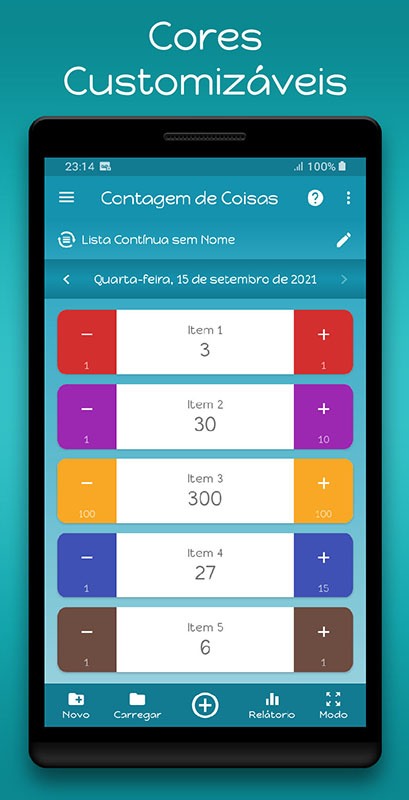 Cores
Customizáveis
23:14 100%
Contagem de Coisas
Lista Contínua sem Nome
Quarta-feira, 15 de setembro de 2021
Item 1
− 3 +
1 1
Item 2
− 30 +
1 10
Item 3
− 300 +
100 100
Item 4
− 27 +
1 15
Item 5
− 6 +
1 1
Novo Carregar Relátorio Modo